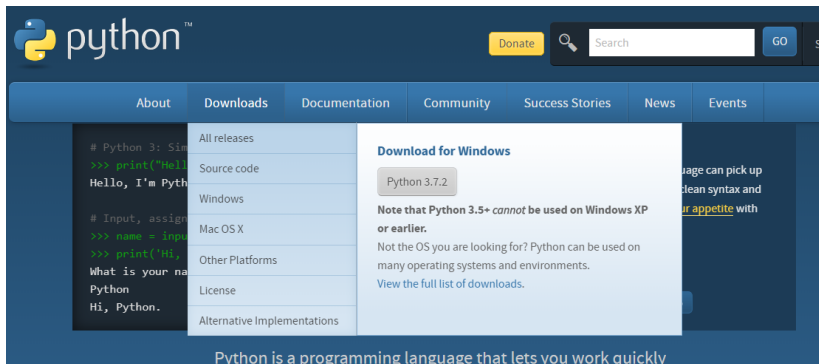 python™
Donate
Search
GO
S
About Downloads Documentation Community Success Stories News Events
All releases
Source code
Windows
Mac OS X
Other Platforms
License
Alternative Implementations
Download for Windows
Python 3.7.2
Note that Python 3.5+ cannot be used on Windows XP
or earlier.
Not the OS you are looking for? Python can be used on
many operating systems and environments.
View the full list of downloads.
# Python 3: Sim
>>> print("Hell
Hello, I'm Pyth
# Input, assign
>>> name = inpu
>>> print('Hi,
What is your na
Python
Hi, Python.
can pick up
clean syntax and
appetite with
Python is a programming language that lets you work quickly